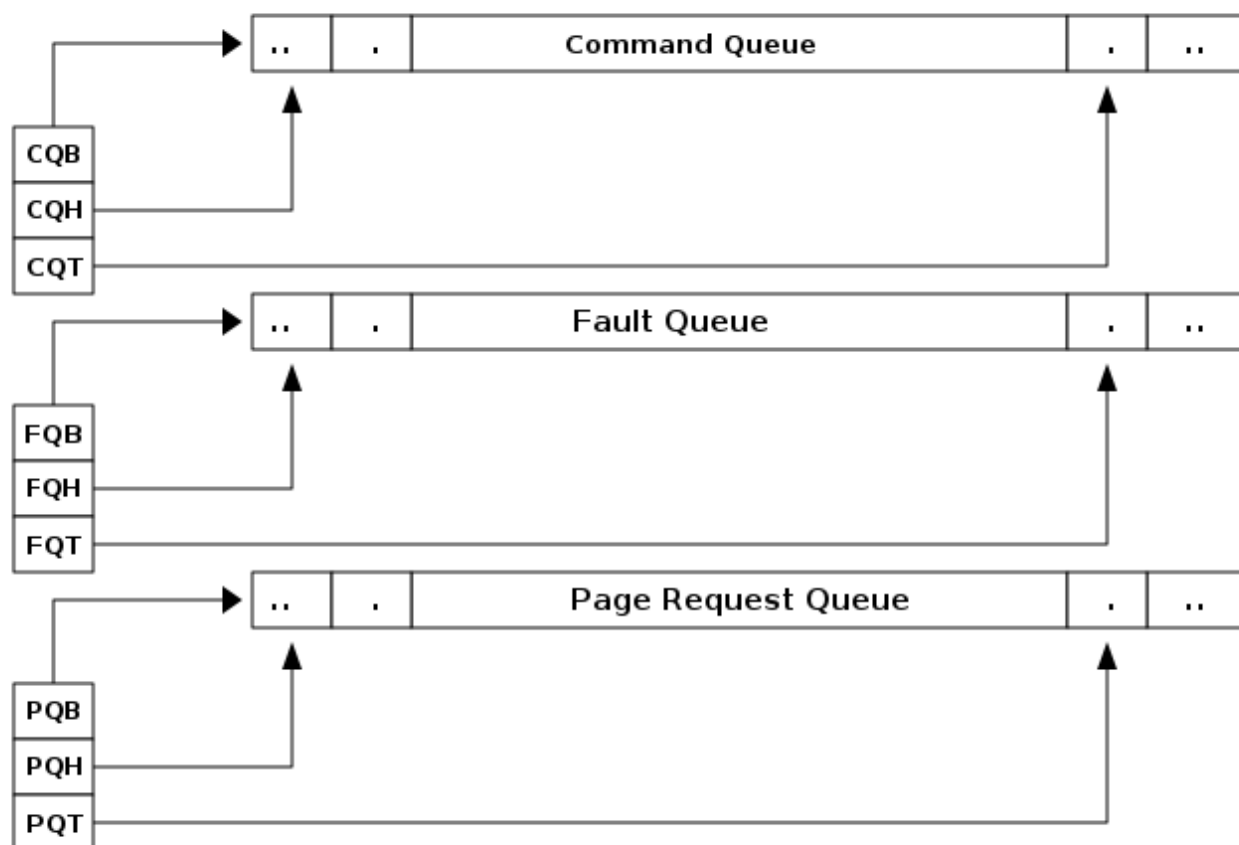 .. . Command Queue . ..
CQB
CQH
CQT
.. . Fault Queue . ..
FQB
FQH
FQT
.. . Page Request Queue . ..
PQB
PQH
PQT